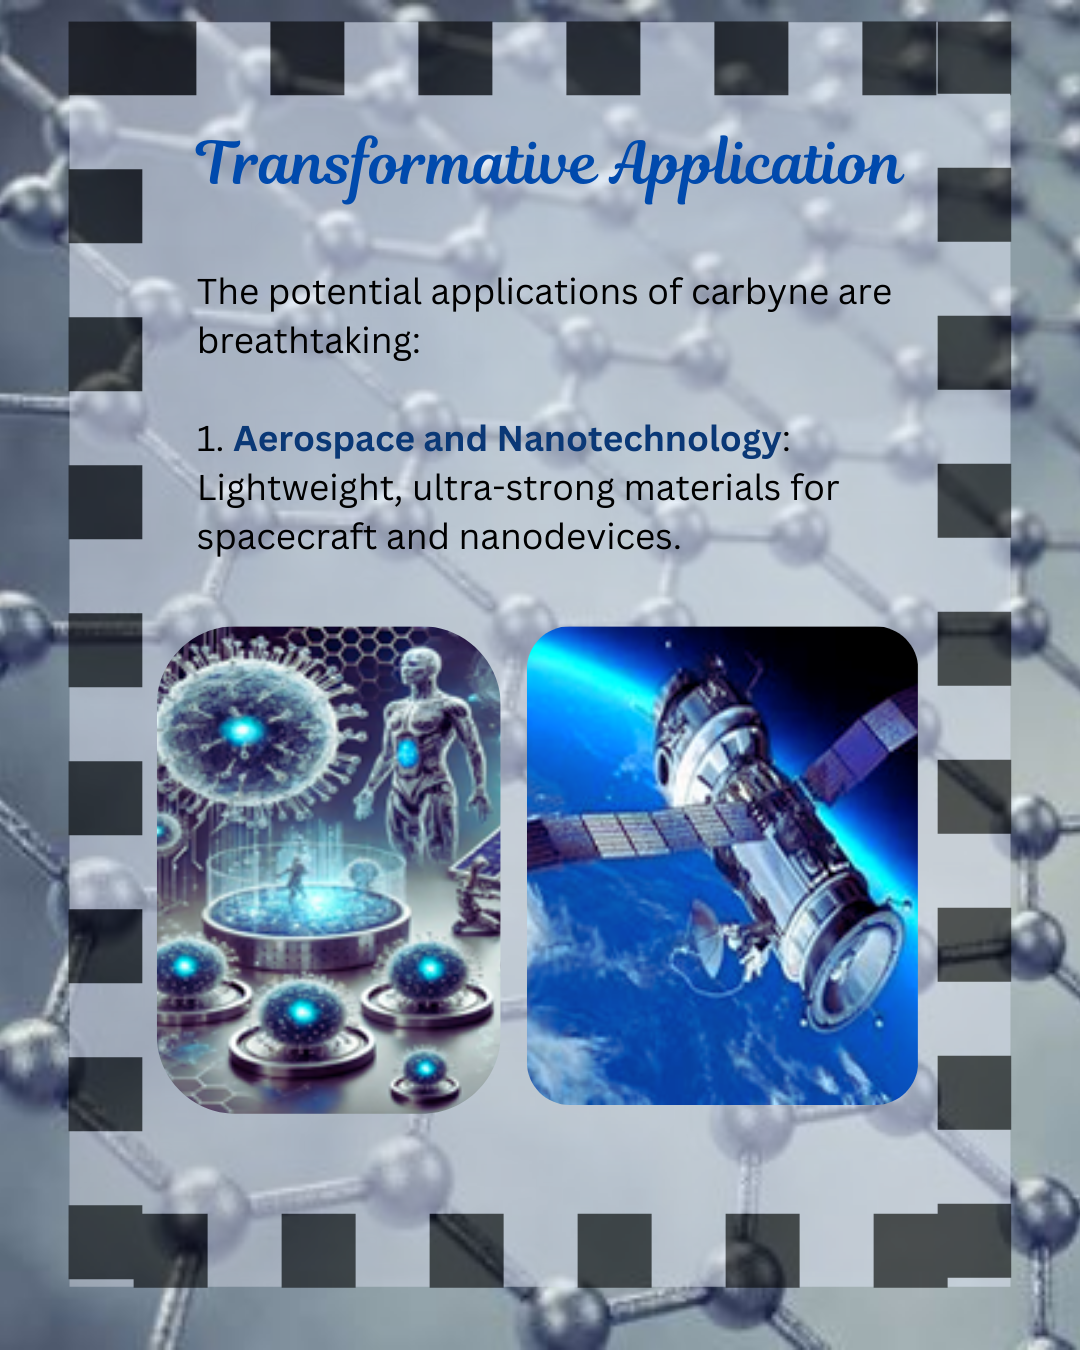 Transformative Application
The potential applications of carbyne are
breathtaking:
1. Aerospace and Nanotechnology:
Lightweight, ultra-strong materials for
spacecraft and nanodevices.